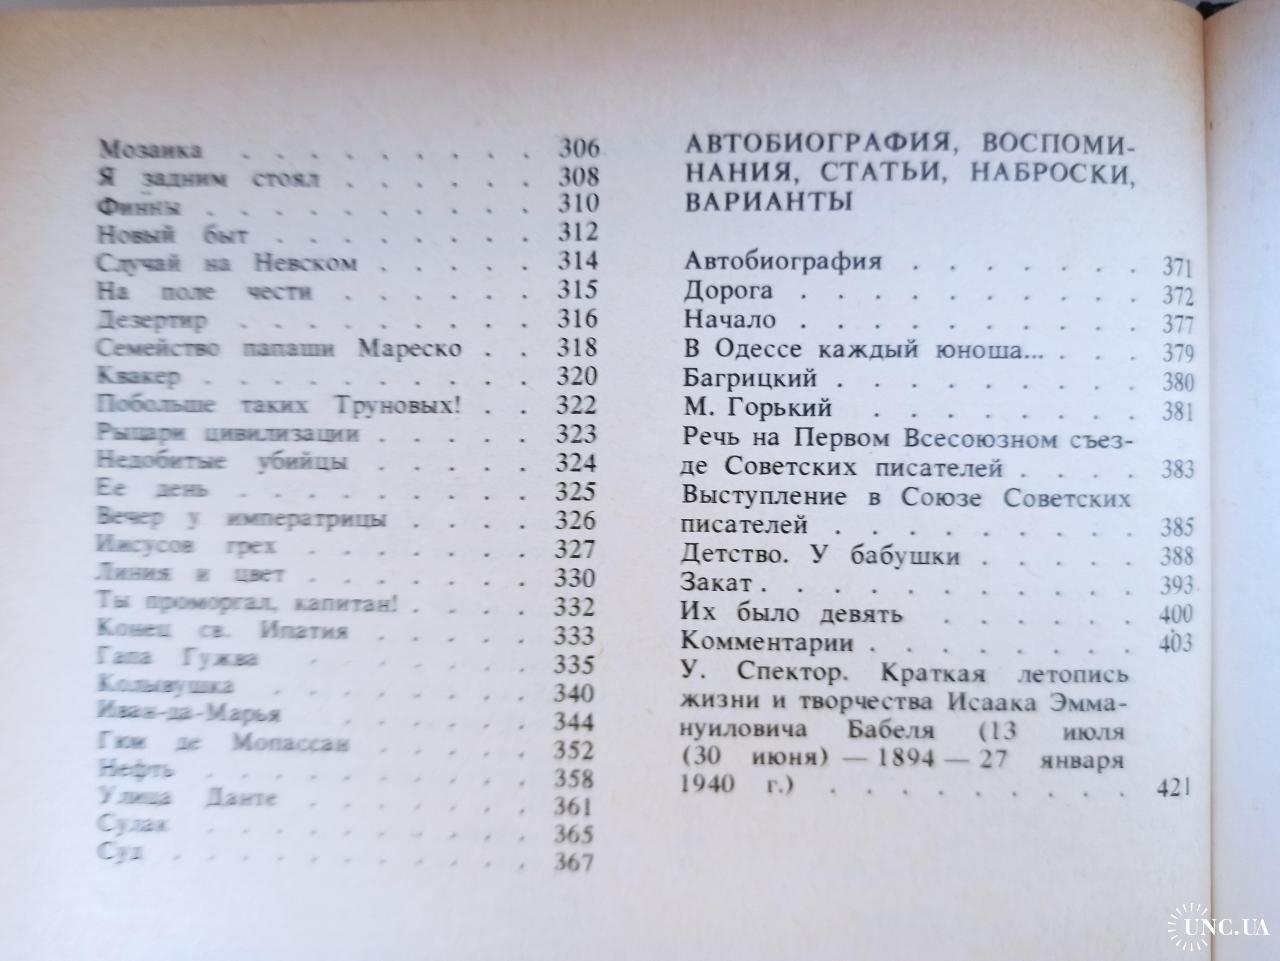 Мозаика . . . . . . . . . 306
Я задним стоял . . . . . . 308
Финны . . . . . . . . . . 310
Новый быт . . . . . . . . 312
Случай на Невском . . . . . 314
На поле чести . . . . . . 315
Дезертир . . . . . . . . . 316
Семейство папаши Мареско . . 318
Квакер . . . . . . . . . . 320
Побольше таких Труновых! . . 322
Рыцари цивилизации . . . . . 323
Недобитые убийцы . . . . . 324
Ее день . . . . . . . . . 325
Вечер у императрицы . . . . 326
Иисусов грех . . . . . . . 327
Линия и цвет . . . . . . . 330
Ты проморгал, капитан! . . . . 332
Конец св. Ипатия . . . . . 333
Гапа Гужва . . . . . . . 335
Колывушка . . . . . . . . 340
Иван-да-Марья . . . . . . 344
Гюи де Мопассан . . . . . 352
Нефть . . . . . . . . . . 358
Улица Данте . . . . . . . 361
Сулак . . . . . . . . . . 365
Суд . . . . . . . . . . . 367
АВТОБИОГРАФИЯ, ВОСПОМИ-
НАНИЯ, СТАТЬИ, НАБРОСКИ,
ВАРИАНТЫ
Автобиография . . . . . . . 371
Дорога . . . . . . . . . . 372
Начало . . . . . . . . . . 377
В Одессе каждый юноша... . . . 379
Багрицкий . . . . . . . . . 380
М. Горький . . . . . . . . 381
Речь на Первом Всесоюзном съез-
де Советских писателей . . . . 383
Выступление в Союзе Советских
писателей . . . . . . . . . 385
Детство. У бабушки . . . . . 388
Закат . . . . . . . . . . . 393
Их было девять . . . . . . 400
Комментарии . . . . . . . . 403
У. Спектор. Краткая летопись
жизни и творчества Исаака Эмма-
нуиловича Бабеля (13 июля
(30 июня) — 1894 — 27 января
1940 г.) . . . . . . . . . 421
UNC.UA